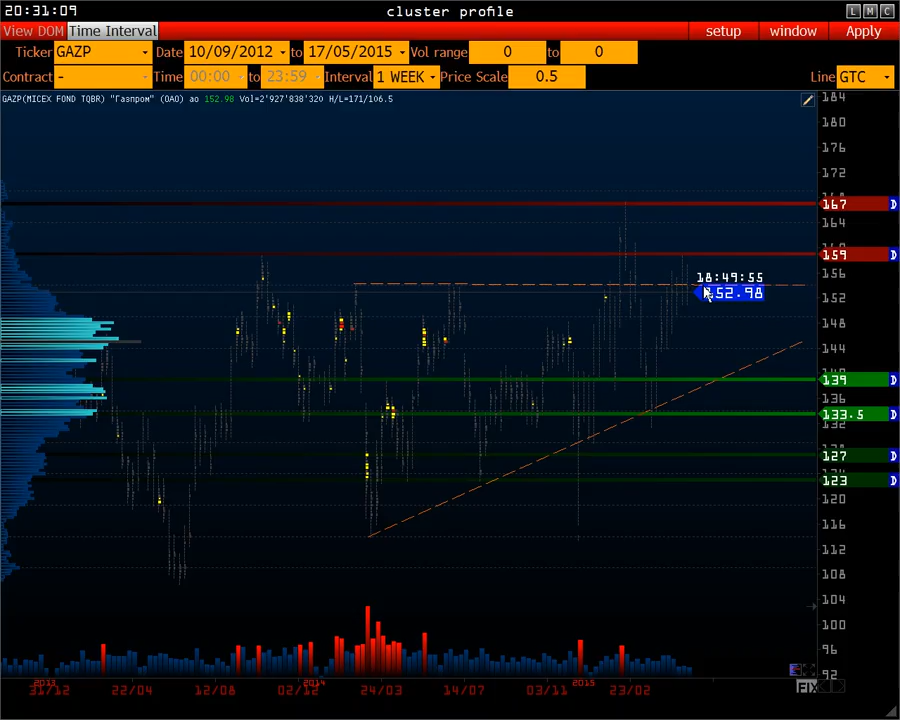 20:31:09 cluster profile L M C
View DOM Time Interval setup window Apply
Ticker GAZP Date 10/09/2012 to 17/05/2015 Vol range 0 to 0
Contract - Time 00:00 to 23:59 Interval 1 WEEK Price Scale 0.5 Line GTC
GAZP(MICEX FOND TQBR) "Газпром" (ОАО) ао 152.98 Vol=2'927'838'320 H/L=171/106.5
184
180
176
172
167 D
164
159 D
156
18:49:55
152
148
144
139 D
136
133.5 D
132
127 D
123 D
120
116
112
108
104
100
96
92
2013 2014 2015
31/12 22/04 12/08 02/12 24/03 14/07 03/11 23/02
FIX